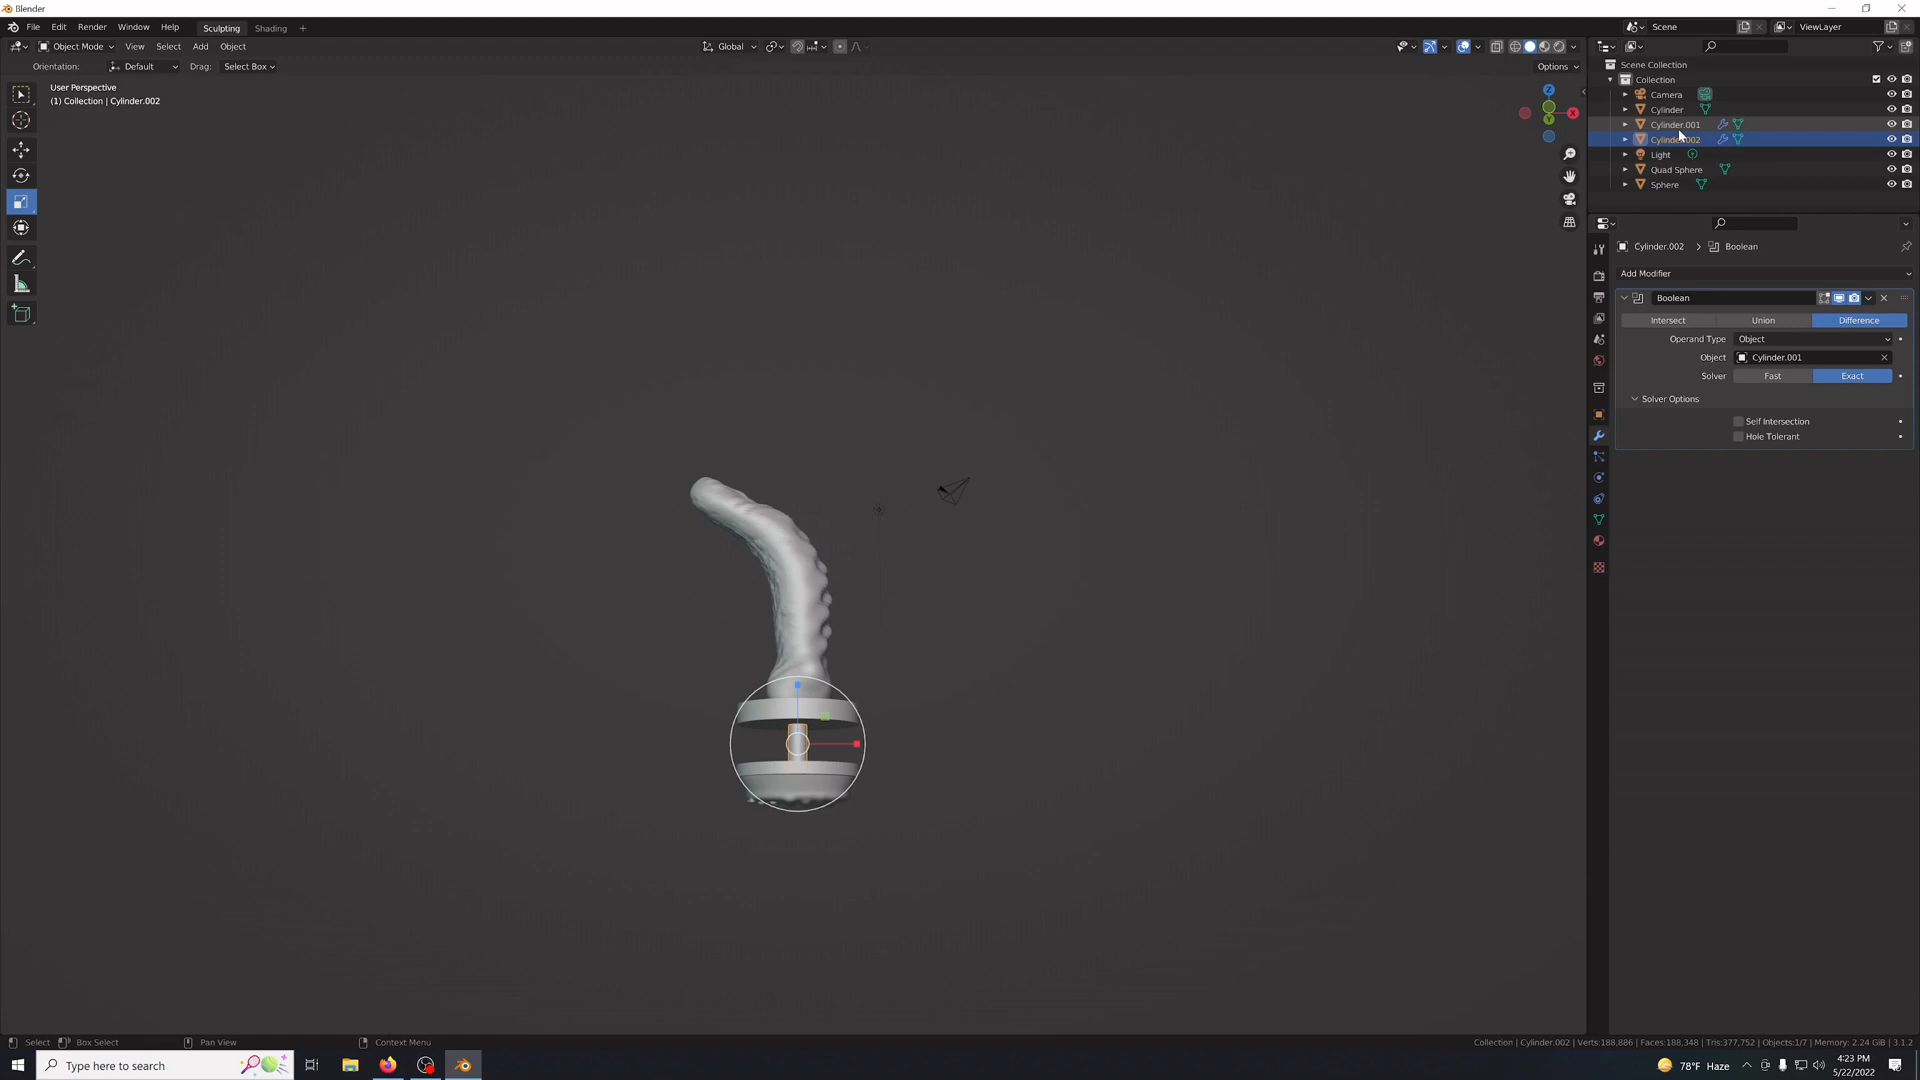 Blender
File Edit Render Window Help Sculpting Shading + Scene ViewLayer
Object Mode View Select Add Object Global
Orientation: Default Drag: Select Box Options
User Perspective
(1) Collection | Cylinder.002
Z
X
Y
Scene Collection
Collection
Camera
Cylinder
Cylinder.001
Cylinder.002
Light
Quad Sphere
Sphere
Cylinder.002 > Boolean
Add Modifier
Boolean
Intersect Union Difference
Operand Type Object
Object Cylinder.001
Solver Fast Exact
Solver Options
Self Intersection
Hole Tolerant
Select Box Select Pan View Context Menu Collection | Cylinder.002 | Verts:188,886 | Faces:188,348 | Tris:377,752 | Objects:1/7 | Memory: 2.24 GiB | 3.1.2
Type here to search 78°F Haze 4:23 PM
5/22/2022